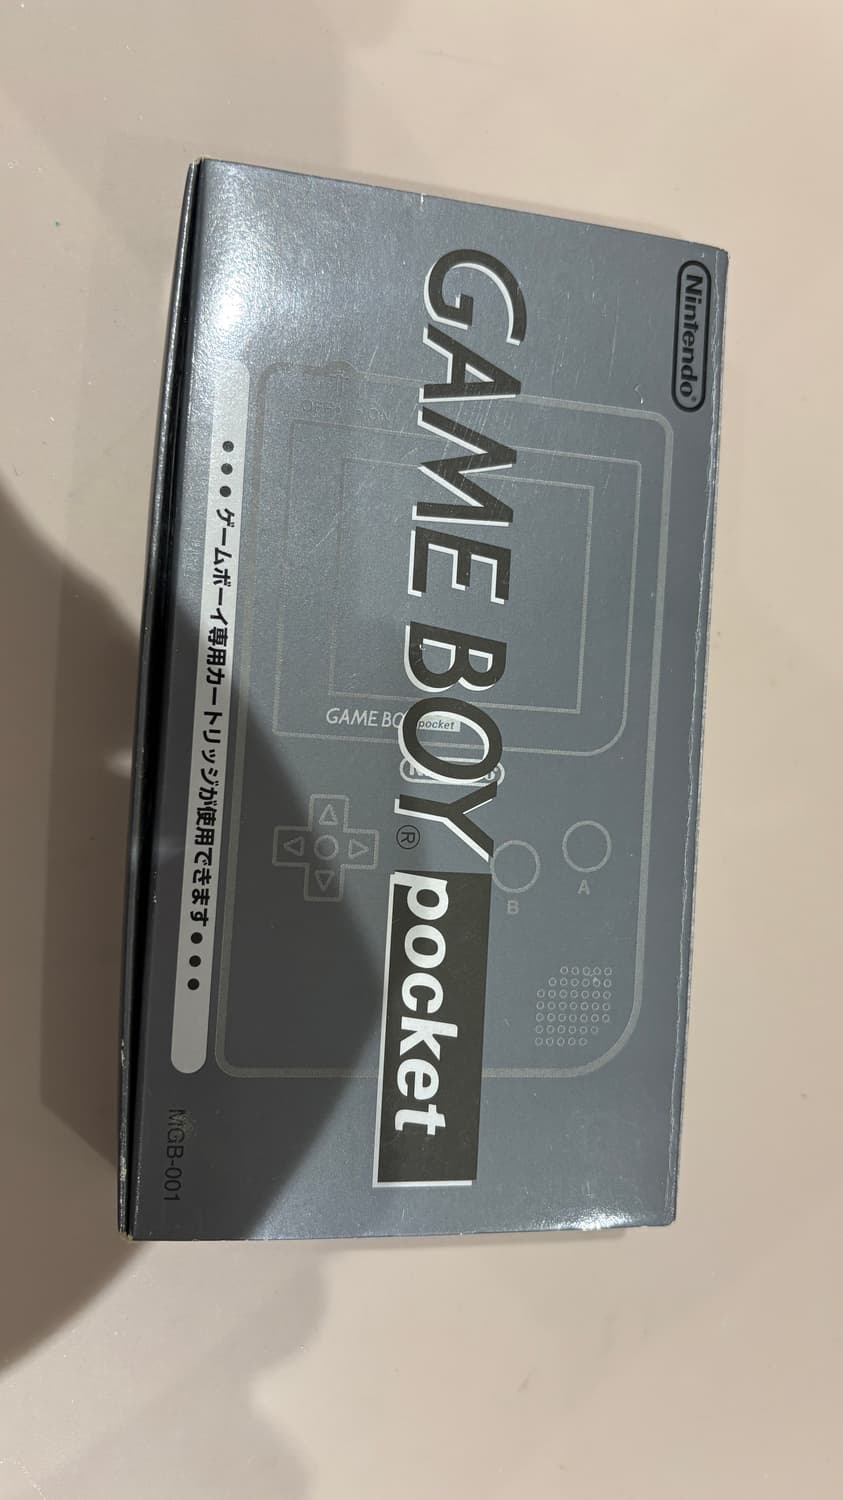 Nintendo®
GAME BOY® pocket
OFF ON
GAME BOY pocket
Nintendo
B
A
•••ゲームボーイ専用カートリッジが使用できます•••
MGB-001